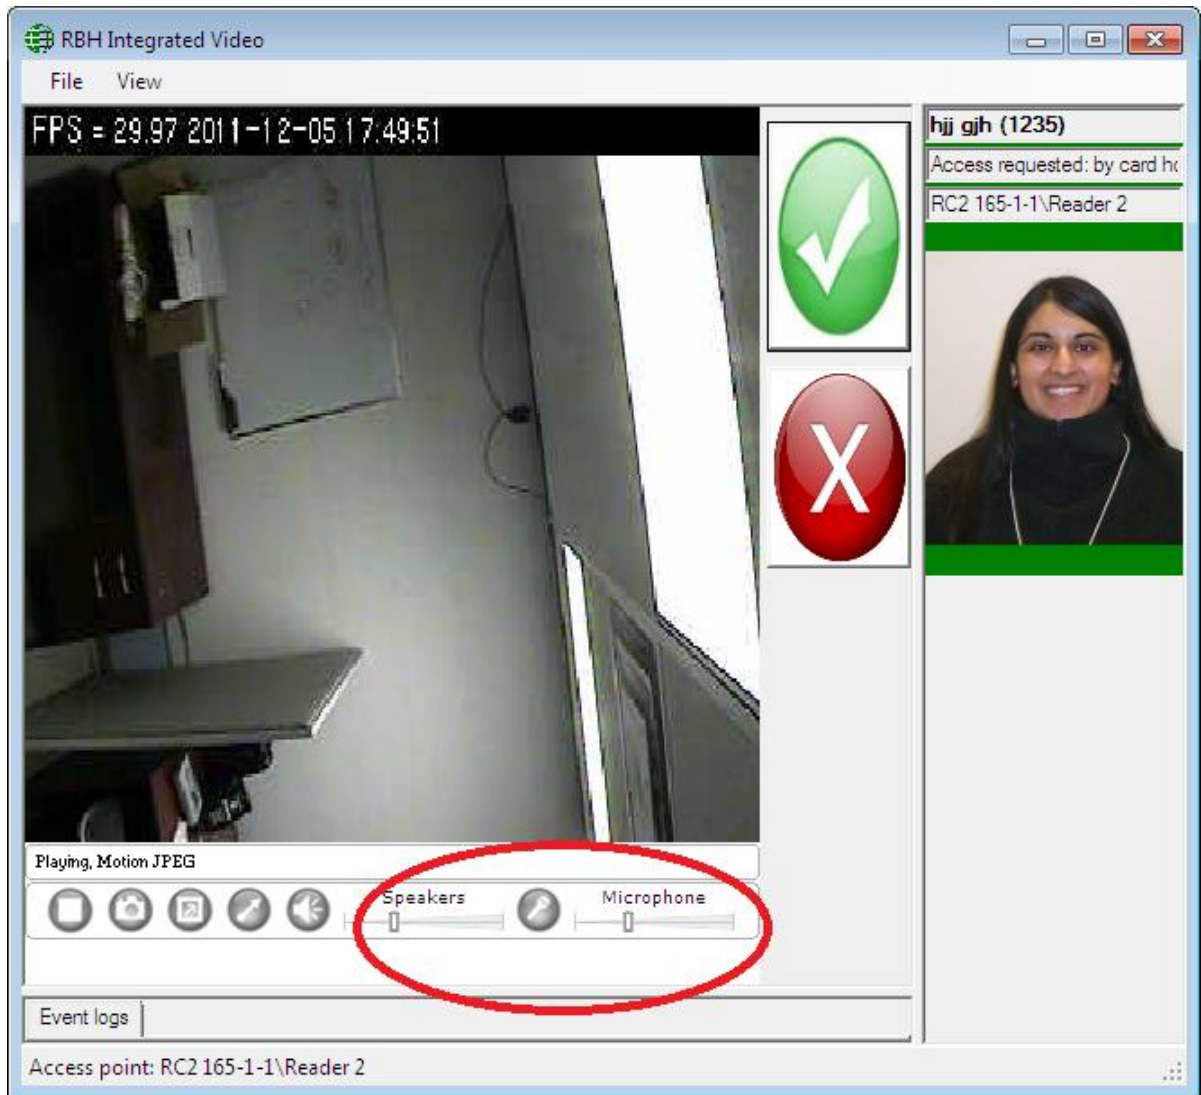 RBH Integrated Video
File View
FPS = 29.97 2011-12-05 17:49:51
hjj gjh (1235)
Access requested: by card
RC2 165-1-1\Reader 2
X
Playing, Motion JPEG
Speakers Microphone
Event logs
Access point: RC2 165-1-1\Reader 2